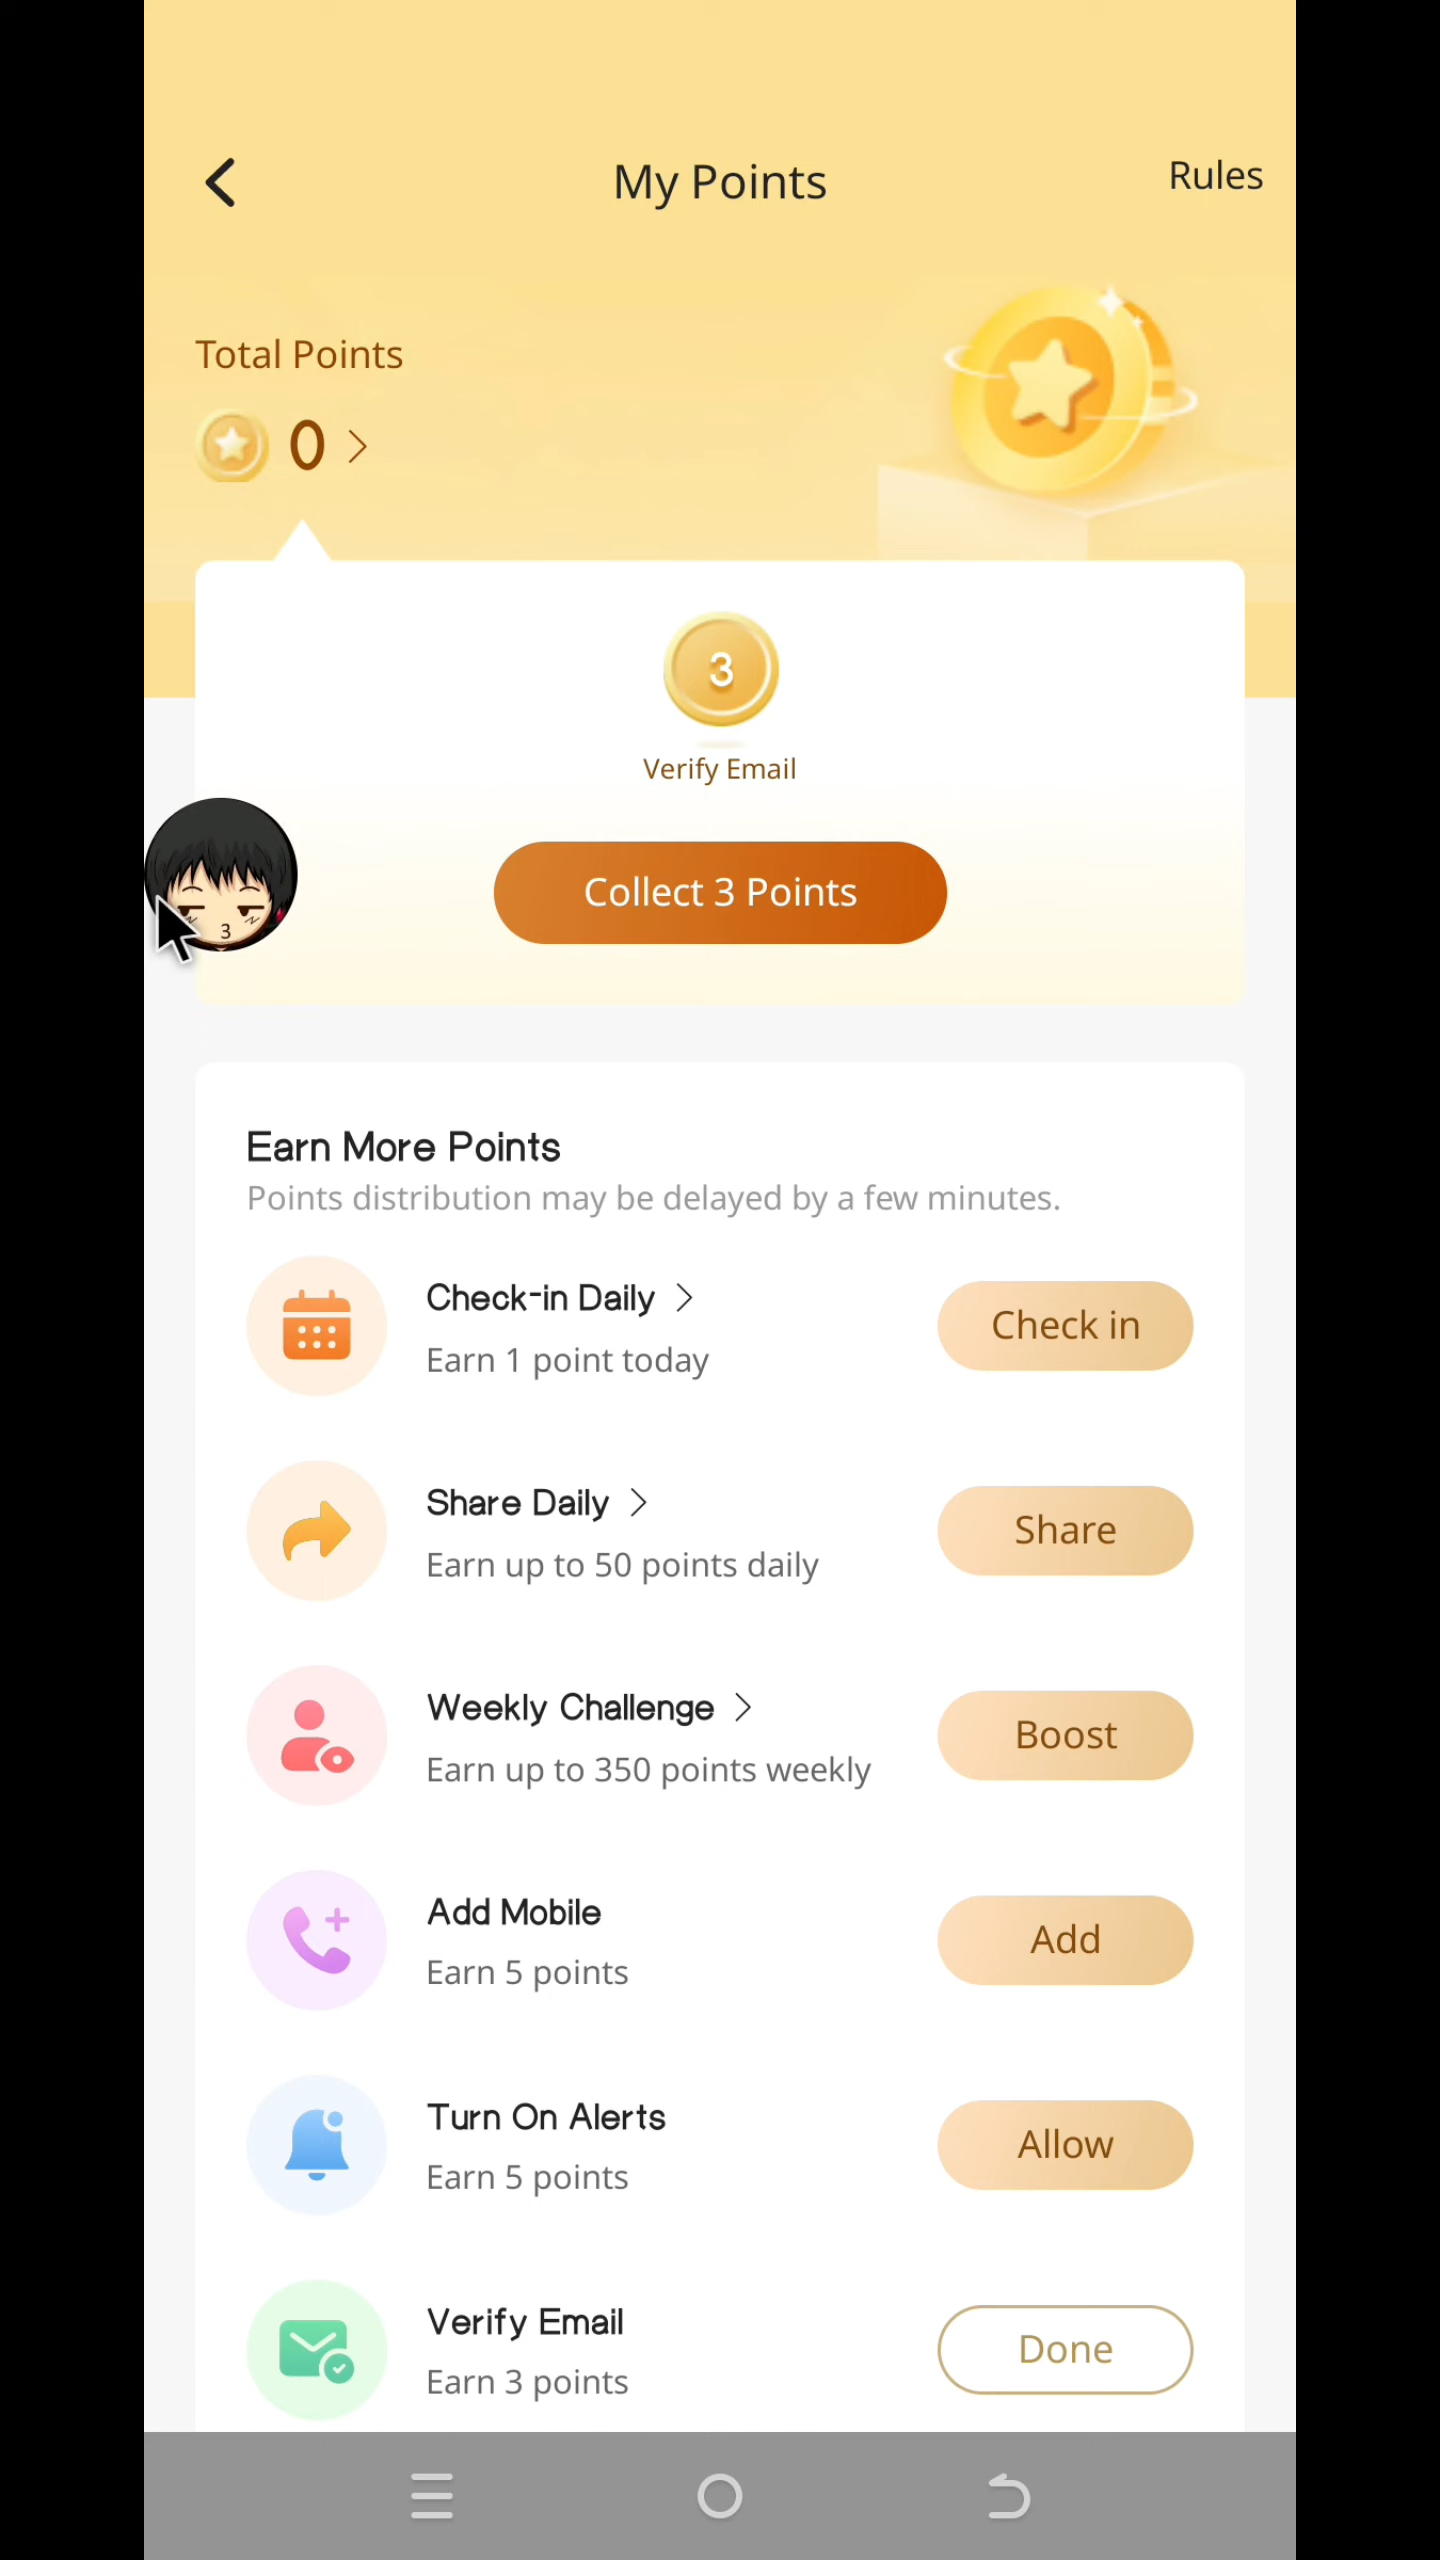 My Points
Rules
Total Points
0
3
Verify Email
3
Collect 3 Points
Earn More Points
Points distribution may be delayed by a few minutes.
Check-in Daily
Earn 1 point today
Check in
Share Daily
Earn up to 50 points daily
Share
Weekly Challenge
Earn up to 350 points weekly
Boost
Add Mobile
Earn 5 points
Add
Turn On Alerts
Earn 5 points
Allow
Verify Email
Earn 3 points
Done